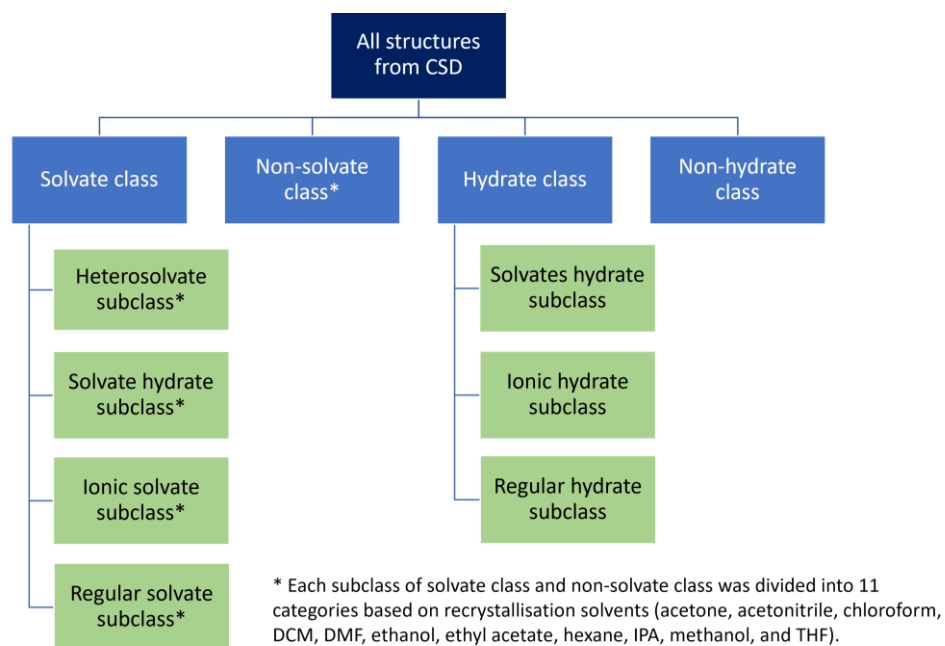 All structures
from CSD
Solvate class
Non-solvate
class*
Hydrate class
Non-hydrate
class
Heterosolvate
subclass*
Solvate hydrate
subclass*
Ionic solvate
subclass*
Regular solvate
subclass*
Solvates hydrate
subclass
Ionic hydrate
subclass
Regular hydrate
subclass
* Each subclass of solvate class and non-solvate class was divided into 11
categories based on recrystallisation solvents (acetone, acetonitrile, chloroform,
DCM, DMF, ethanol, ethyl acetate, hexane, IPA, methanol, and THF).